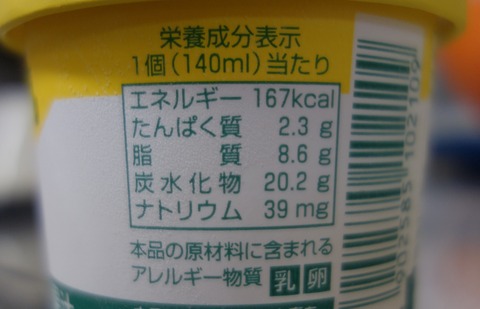 栄養成分表示
1個(140ml)当たり
エネルギー 167kcal
たんぱく質 2.3 g
脂質 8.6 g
炭水化物 20.2 g
ナトリウム 39 mg
本品の原材料に含まれる
アレルギー物質 乳 卵